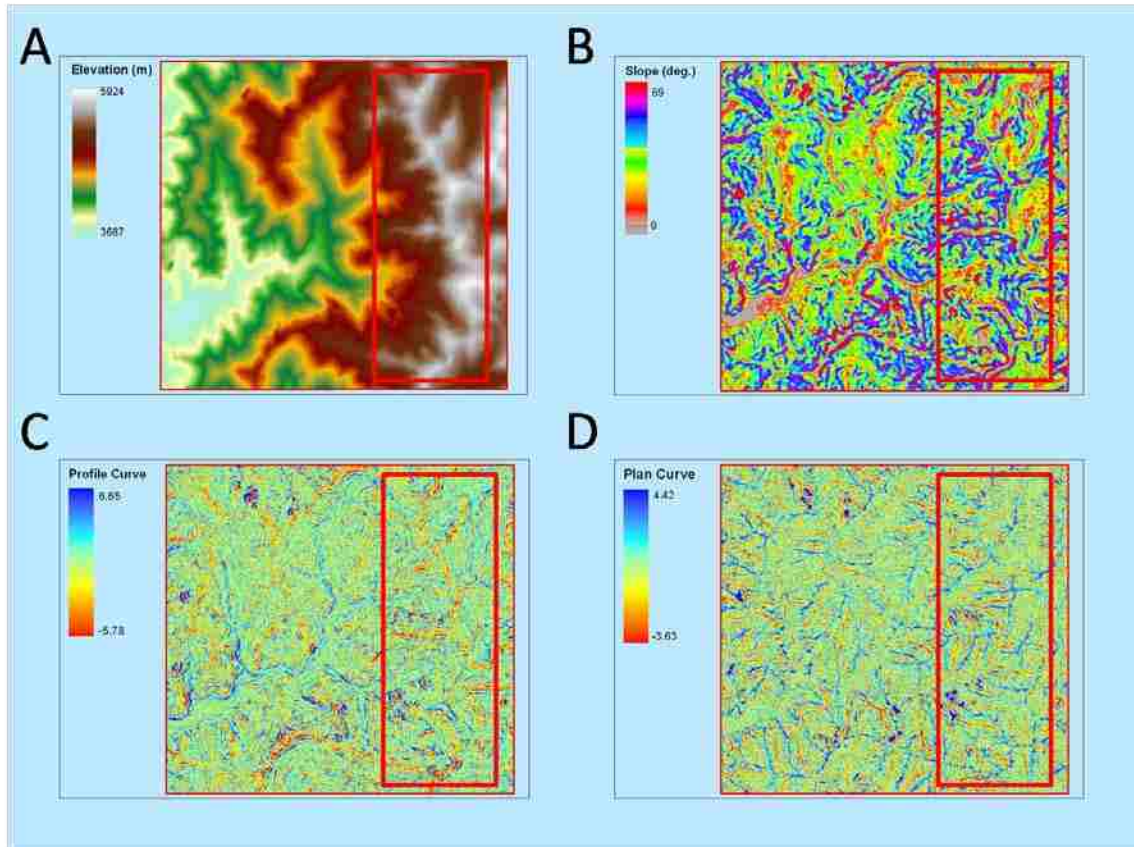 A
Elevation (m)
5924
3687
B
Slope (deg.)
69
0
C
Profile Curve
6.65
-5.78
D
Plan Curve
4.42
-3.63